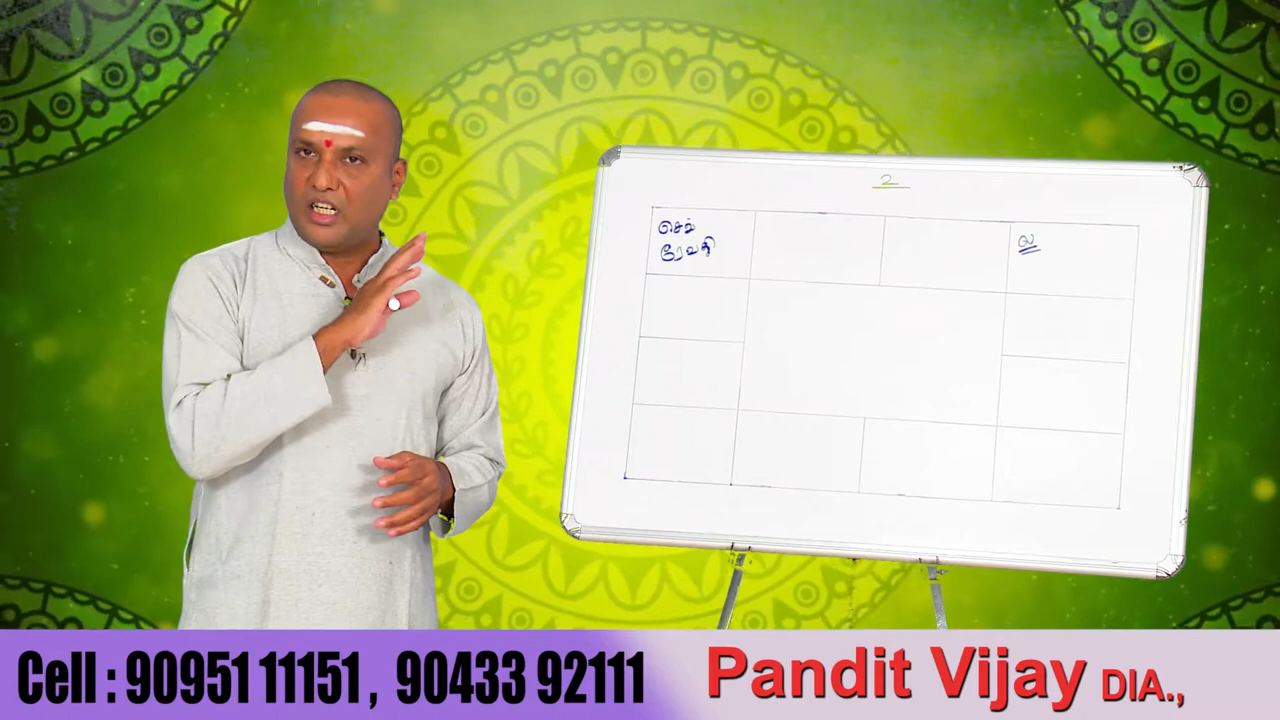 2
செவ்
ரேவதி
ல
Cell : 90951 11151 , 90433 92111
Pandit Vijay DIA.,